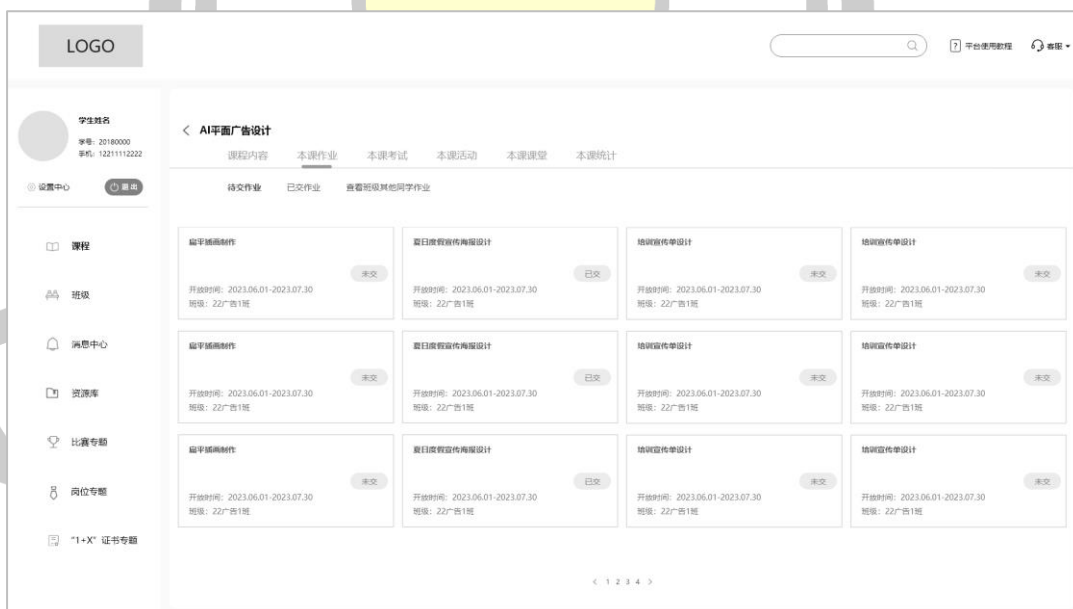 LOGO
? 平台使用教程 客服
学生姓名
学号：20180000
手机：12211112222
设置中心 退出
课程
班级
消息中心
资源库
比赛专题
岗位专题
“1+X”证书专题
AI平面广告设计
课程内容 本课作业 本课考试 本课活动 本课课堂 本课统计
待交作业 已交作业 查看班级其他同学作业
扁平插画制作
未交
开放时间：2023.06.01-2023.07.30
班级：22广告1班
夏日度假宣传海报设计
已交
开放时间：2023.06.01-2023.07.30
班级：22广告1班
培训宣传单设计
未交
开放时间：2023.06.01-2023.07.30
班级：22广告1班
培训宣传单设计
未交
开放时间：2023.06.01-2023.07.30
班级：22广告1班
扁平插画制作
未交
开放时间：2023.06.01-2023.07.30
班级：22广告1班
夏日度假宣传海报设计
已交
开放时间：2023.06.01-2023.07.30
班级：22广告1班
培训宣传单设计
未交
开放时间：2023.06.01-2023.07.30
班级：22广告1班
培训宣传单设计
未交
开放时间：2023.06.01-2023.07.30
班级：22广告1班
扁平插画制作
未交
开放时间：2023.06.01-2023.07.30
班级：22广告1班
夏日度假宣传海报设计
已交
开放时间：2023.06.01-2023.07.30
班级：22广告1班
培训宣传单设计
未交
开放时间：2023.06.01-2023.07.30
班级：22广告1班
培训宣传单设计
未交
开放时间：2023.06.01-2023.07.30
班级：22广告1班
< 1 2 3 4 >